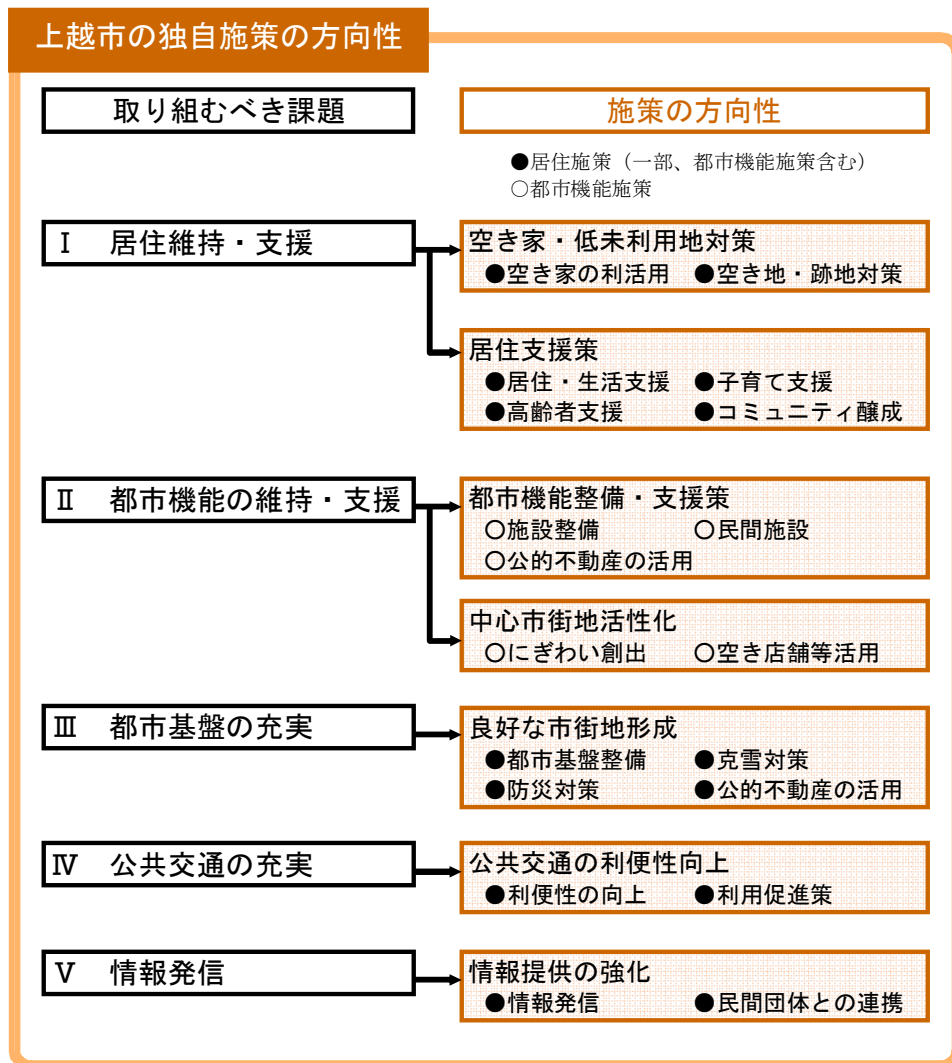 上越市の独自施策の方向性
取り組むべき課題
施策の方向性
●居住施策（一部、都市機能施策含む）
○都市機能施策
Ⅰ 居住維持・支援
空き家・低未利用地対策
●空き家の利活用 ●空き地・跡地対策
居住支援策
●居住・生活支援 ●子育て支援
●高齢者支援 ●コミュニティ醸成
Ⅱ 都市機能の維持・支援
都市機能整備・支援策
○施設整備 ○民間施設
○公的不動産の活用
中心市街地活性化
○にぎわい創出 ○空き店舗等活用
Ⅲ 都市基盤の充実
良好な市街地形成
●都市基盤整備 ●克雪対策
●防災対策 ●公的不動産の活用
Ⅳ 公共交通の充実
公共交通の利便性向上
●利便性の向上 ●利用促進策
Ⅴ 情報発信
情報提供の強化
●情報発信 ●民間団体との連携